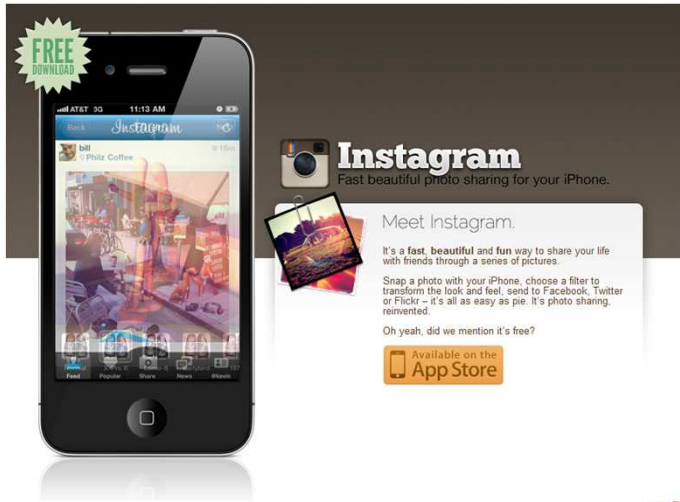 FREE
DOWNLOAD
AT&T 3G 11:13 AM
Back Instagram
bill
Philz Coffee
Feed Popular Share News @kevin
Instagram
Fast beautiful photo sharing for your iPhone.
Meet Instagram.
It's a fast, beautiful and fun way to share your life
with friends through a series of pictures.
Snap a photo with your iPhone, choose a filter to
transform the look and feel, send to Facebook, Twitter
or Flickr – it's all as easy as pie. It's photo sharing,
reinvented.
Oh yeah, did we mention it's free?
Available on the
App Store